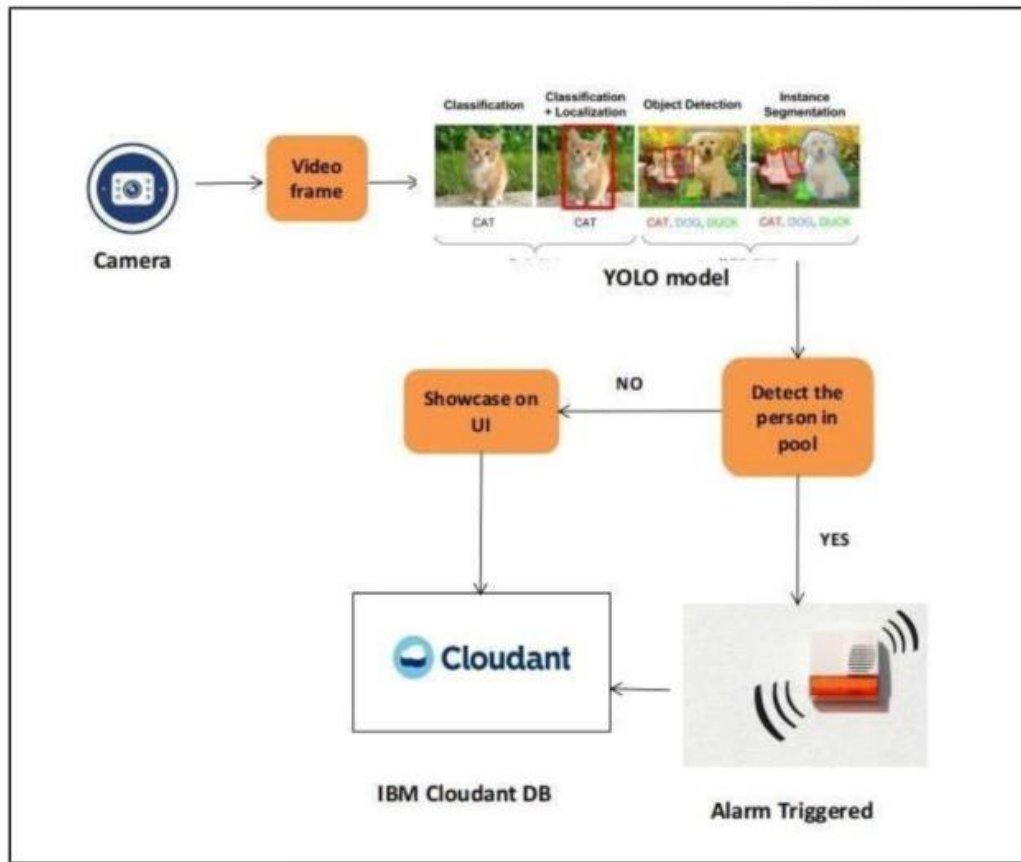 Classification
Classification
+ Localization
Object Detection
Instance
Segmentation
Video
frame
CAT
CAT
CAT, DOG, DUCK
CAT, DOG, DUCK
Camera
YOLO model
NO
Showcase on
UI
Detect the
person in
pool
YES
Cloudant
IBM Cloudant DB
Alarm Triggered